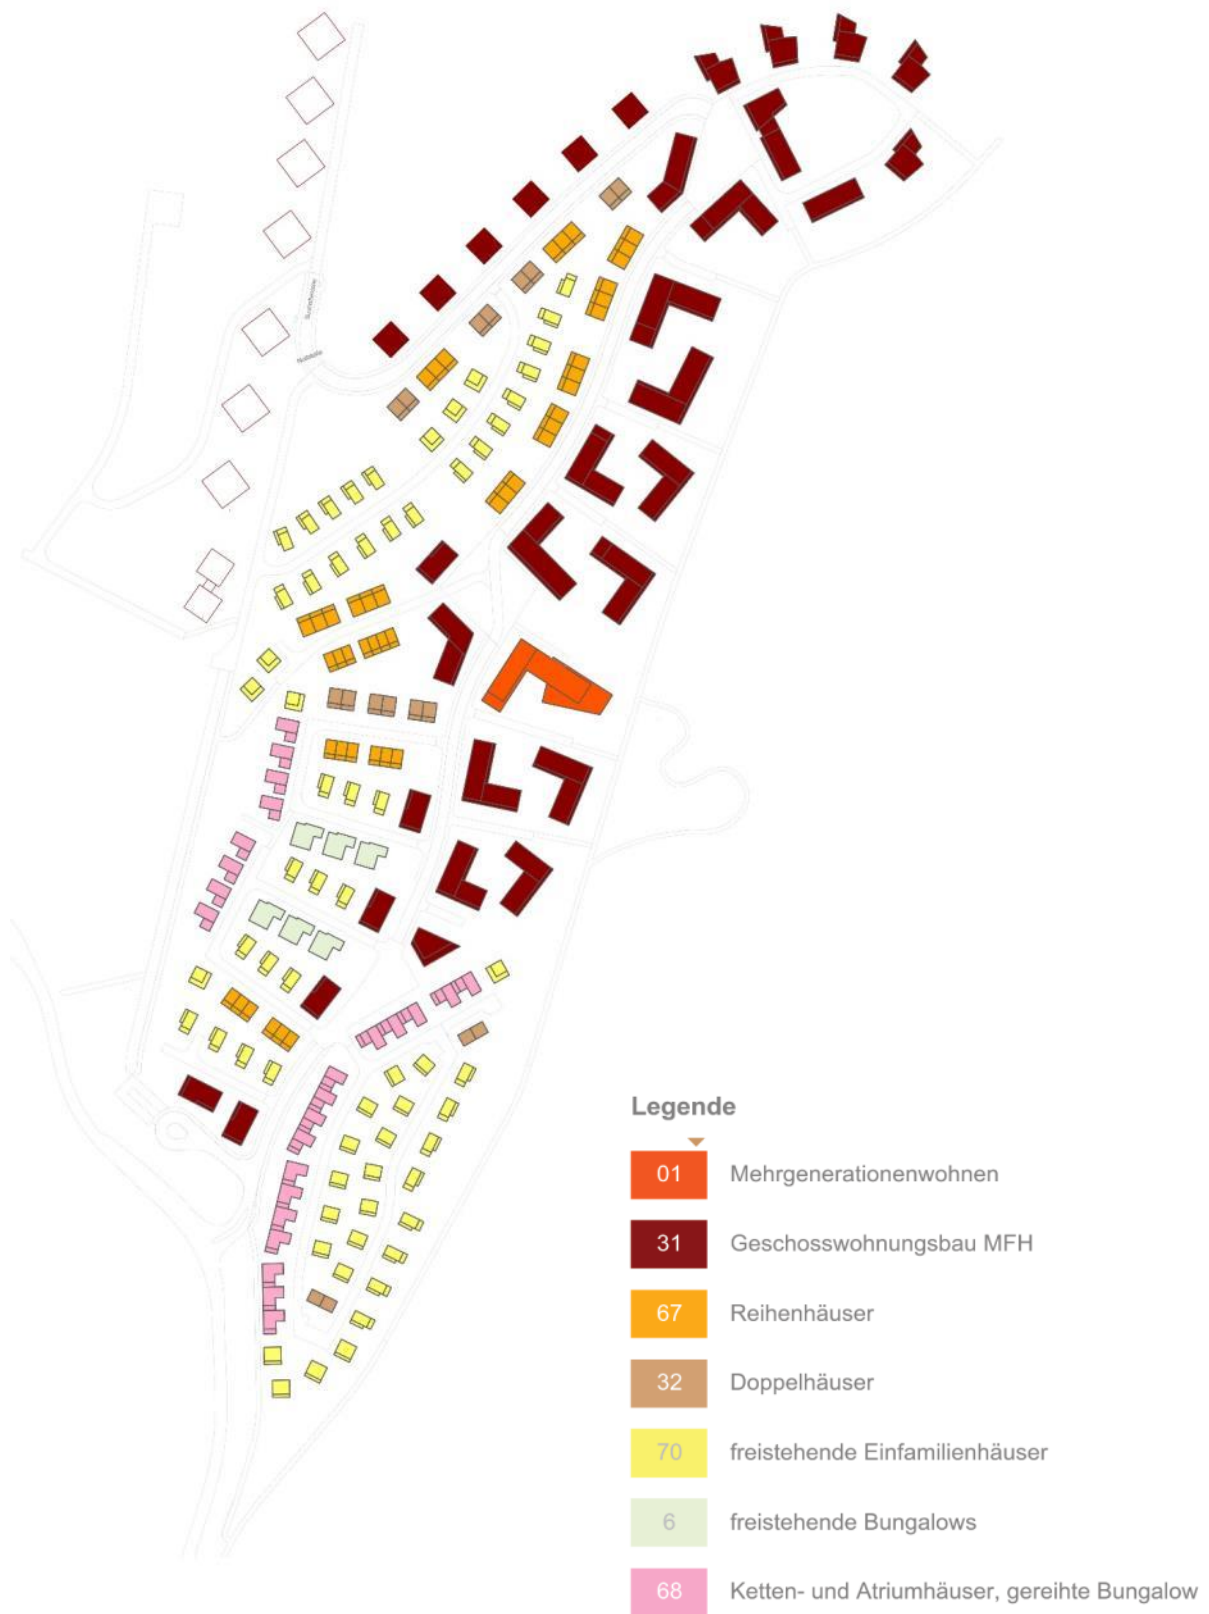 Legende
01 Mehrgenerationenwohnen
31 Geschosswohnungsbau MFH
67 Reihenhäuser
32 Doppelhäuser
70 freistehende Einfamilienhäuser
6 freistehende Bungalows
68 Ketten- und Atriumhäuser, gereihte Bungalow